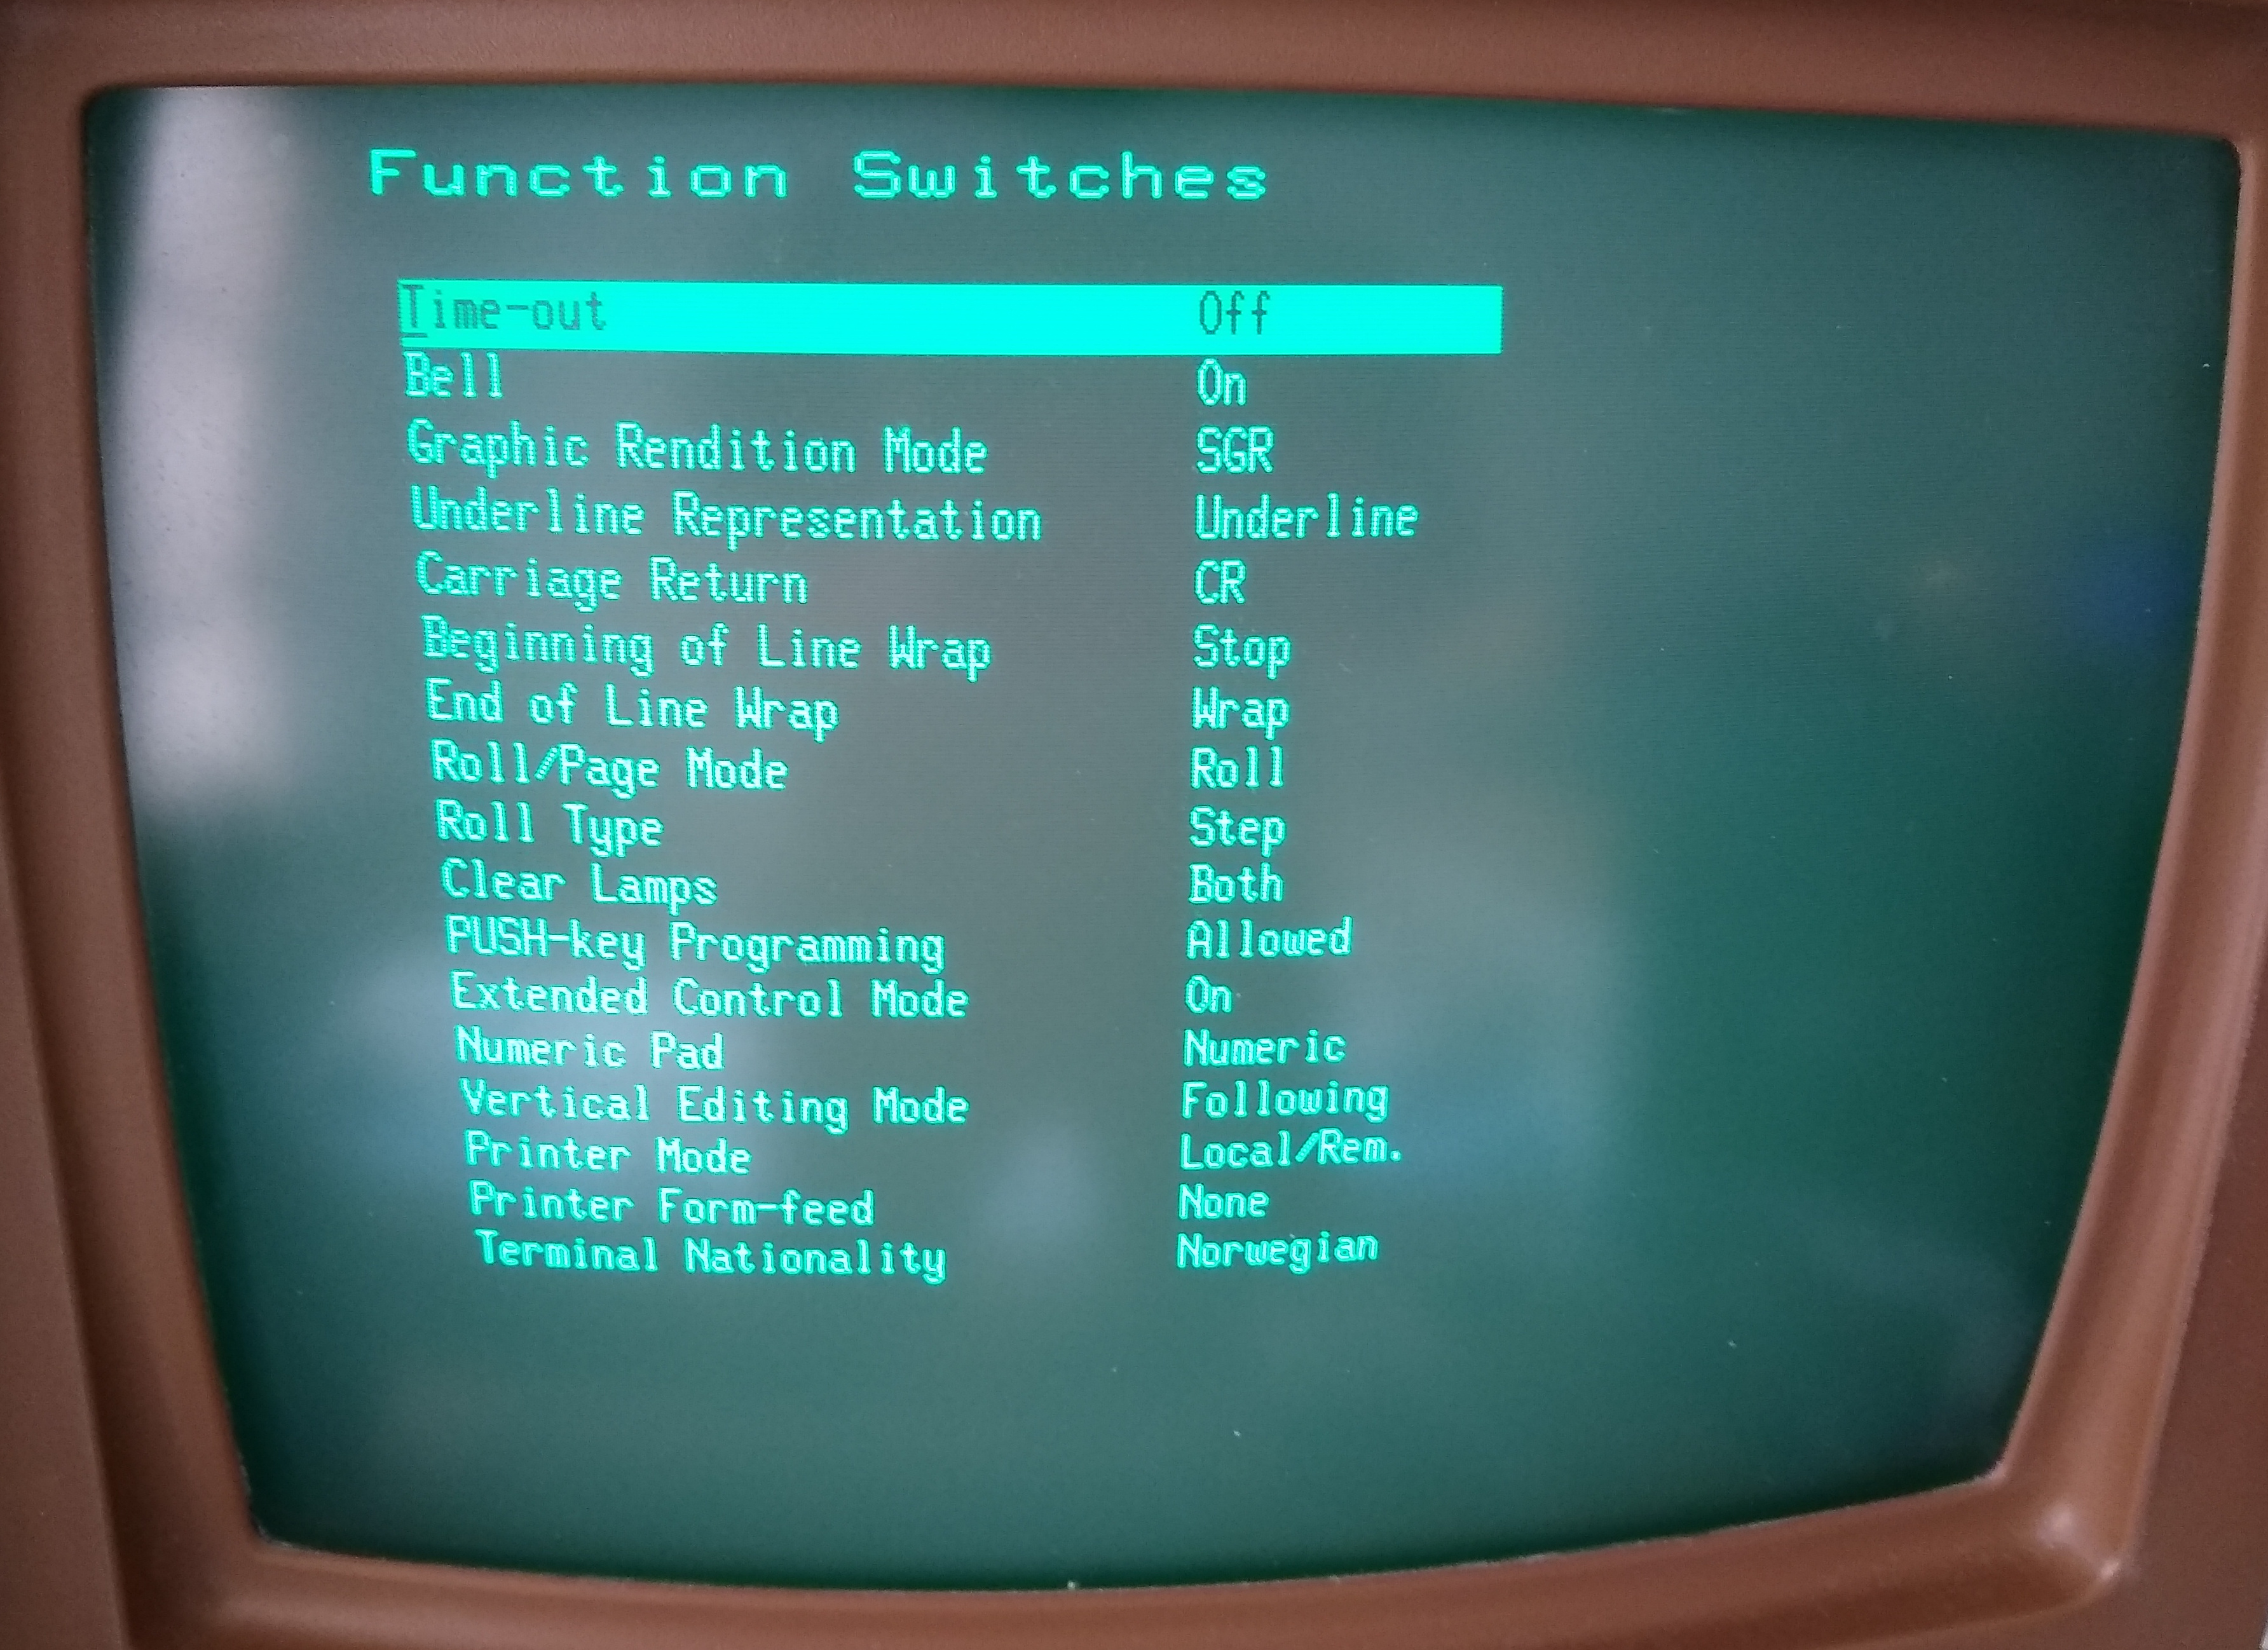 Function Switches
Time-out Off
Bell On
Graphic Rendition Mode SGR
Underline Representation Underline
Carriage Return CR
Beginning of Line Wrap Stop
End of Line Wrap Wrap
Roll/Page Mode Roll
Roll Type Step
Clear Lamps Both
PUSH-key Programming Allowed
Extended Control Mode On
Numeric Pad Numeric
Vertical Editing Mode Following
Printer Mode Local/Rem.
Printer Form-feed None
Terminal Nationality Norwegian